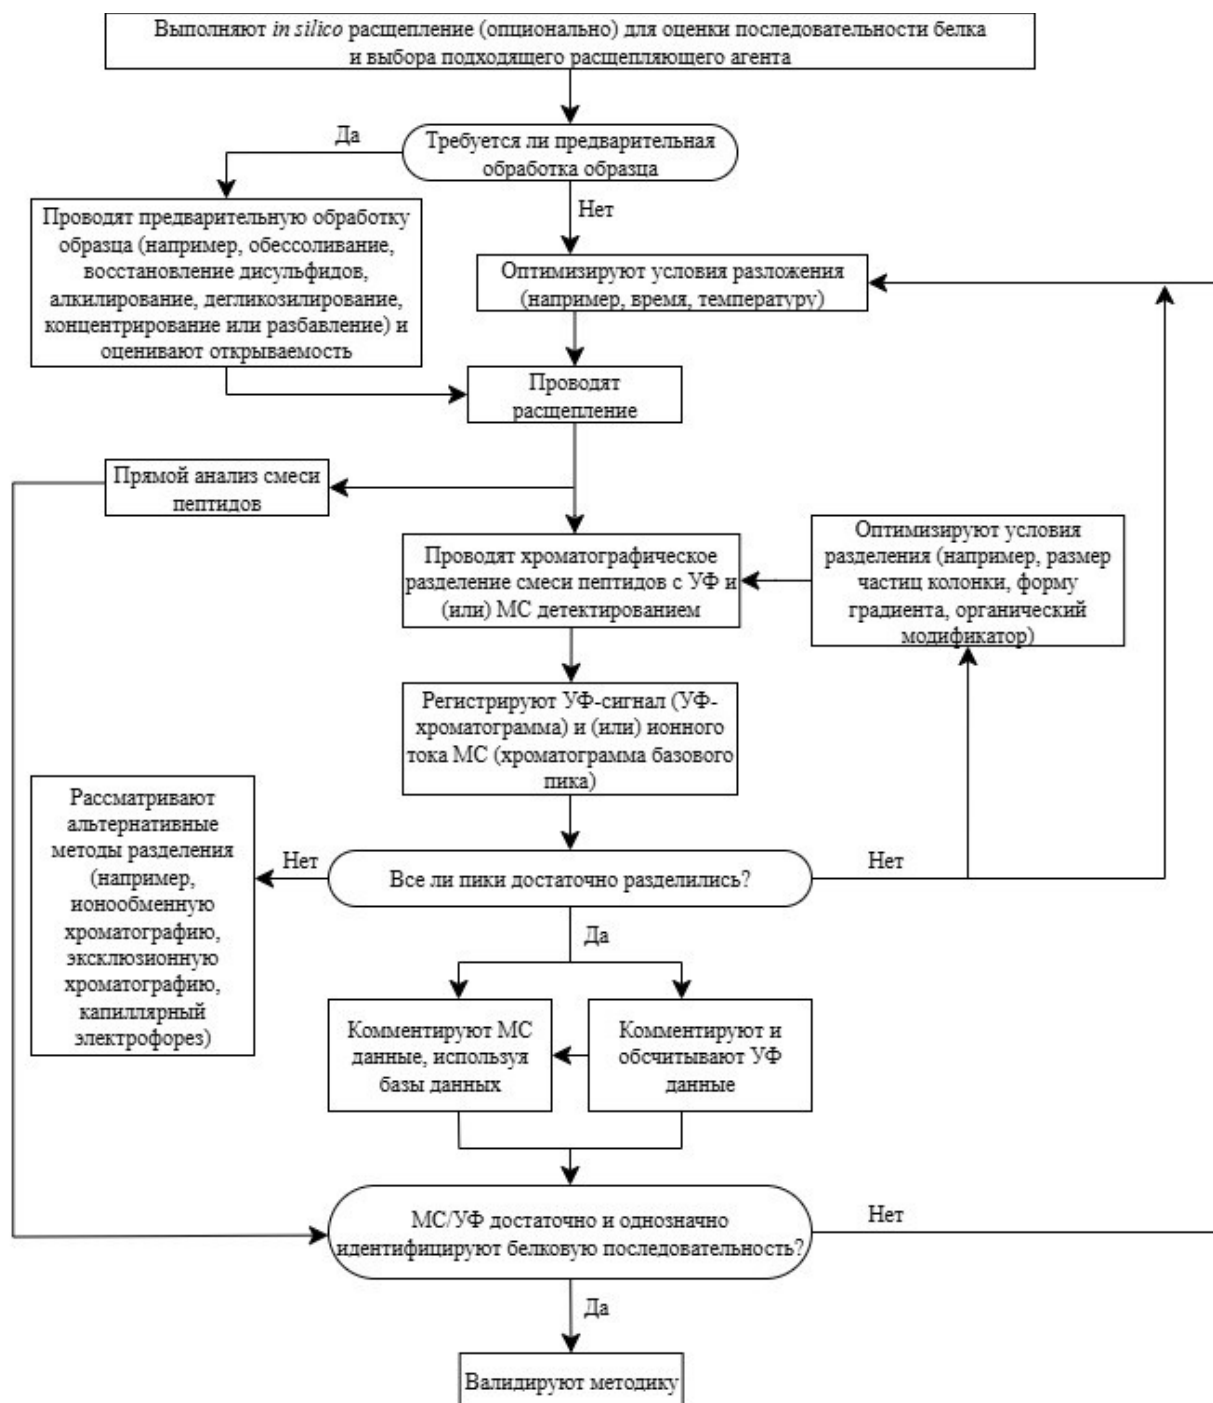 Выполняют in silico расщепление (опционально) для оценки последовательности белка
и выбора подходящего расщепляющего агента
Да
Требуется ли предварительная
обработка образца
Проводят предварительную обработку
образца (например, обессоливание,
восстановление дисульфидов,
алкилирование, дегликозилирование,
концентрирование или разбавление) и
оценивают открываемость
Нет
Оптимизируют условия разложения
(например, время, температуру)
Проводят
расщепление
Прямой анализ смеси
пептидов
Проводят хроматографическое
разделение смеси пептидов с УФ и
(или) МС детектированием
Оптимизируют условия
разделения (например, размер
частиц колонки, форму
градиента, органический
модификатор)
Регистрируют УФ-сигнал (УФ-
хроматограмма) и (или) ионного
тока МС (хроматограмма базового
пика)
Рассматривают
альтернативные
методы разделения
(например,
ионообменную
хроматографию,
эксклюзионную
хроматографию,
капиллярный
электрофорез)
Нет
Все ли пики достаточно разделились?
Нет
Да
Комментируют МС
данные, используя
базы данных
Комментируют и
обсчитывают УФ
данные
МС/УФ достаточно и однозначно
идентифицируют белковую последовательность?
Нет
Да
Валидируют методику